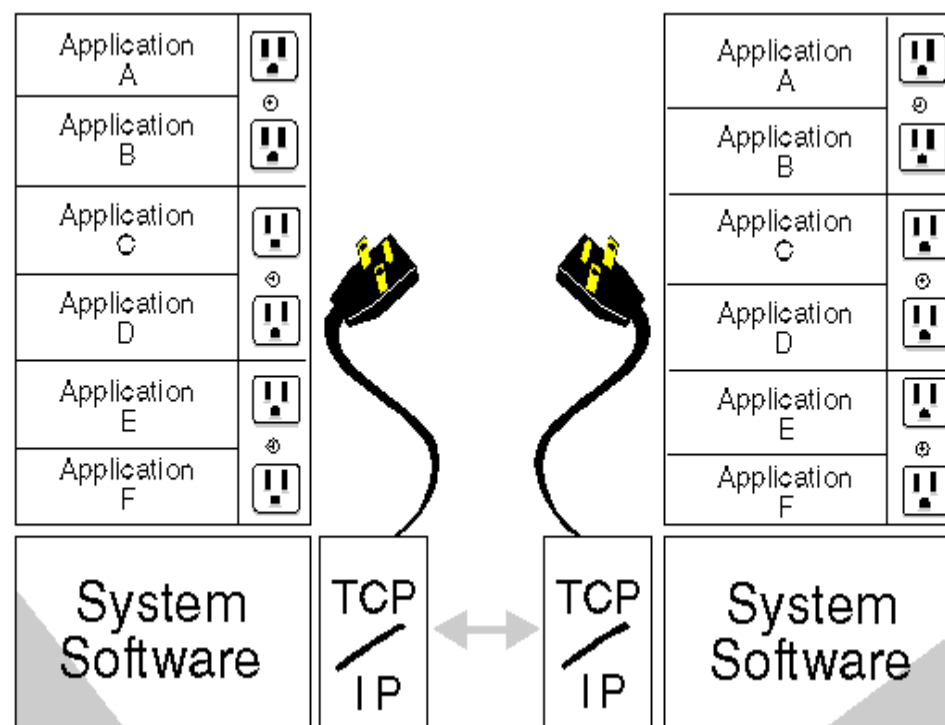 Application
A
Application
B
Application
C
Application
D
Application
E
Application
F
System
Software
TCP
/
IP
TCP
/
IP
Application
A
Application
B
Application
C
Application
D
Application
E
Application
F
System
Software